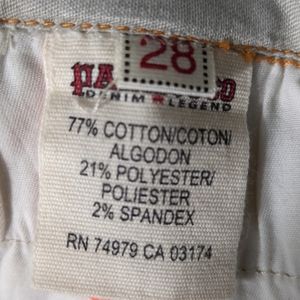 28
DENIM LEGEND
77% COTTON/COTON/
ALGODON
21% POLYESTER/
POLIESTER
2% SPANDEX
RN 74979 CA 03174